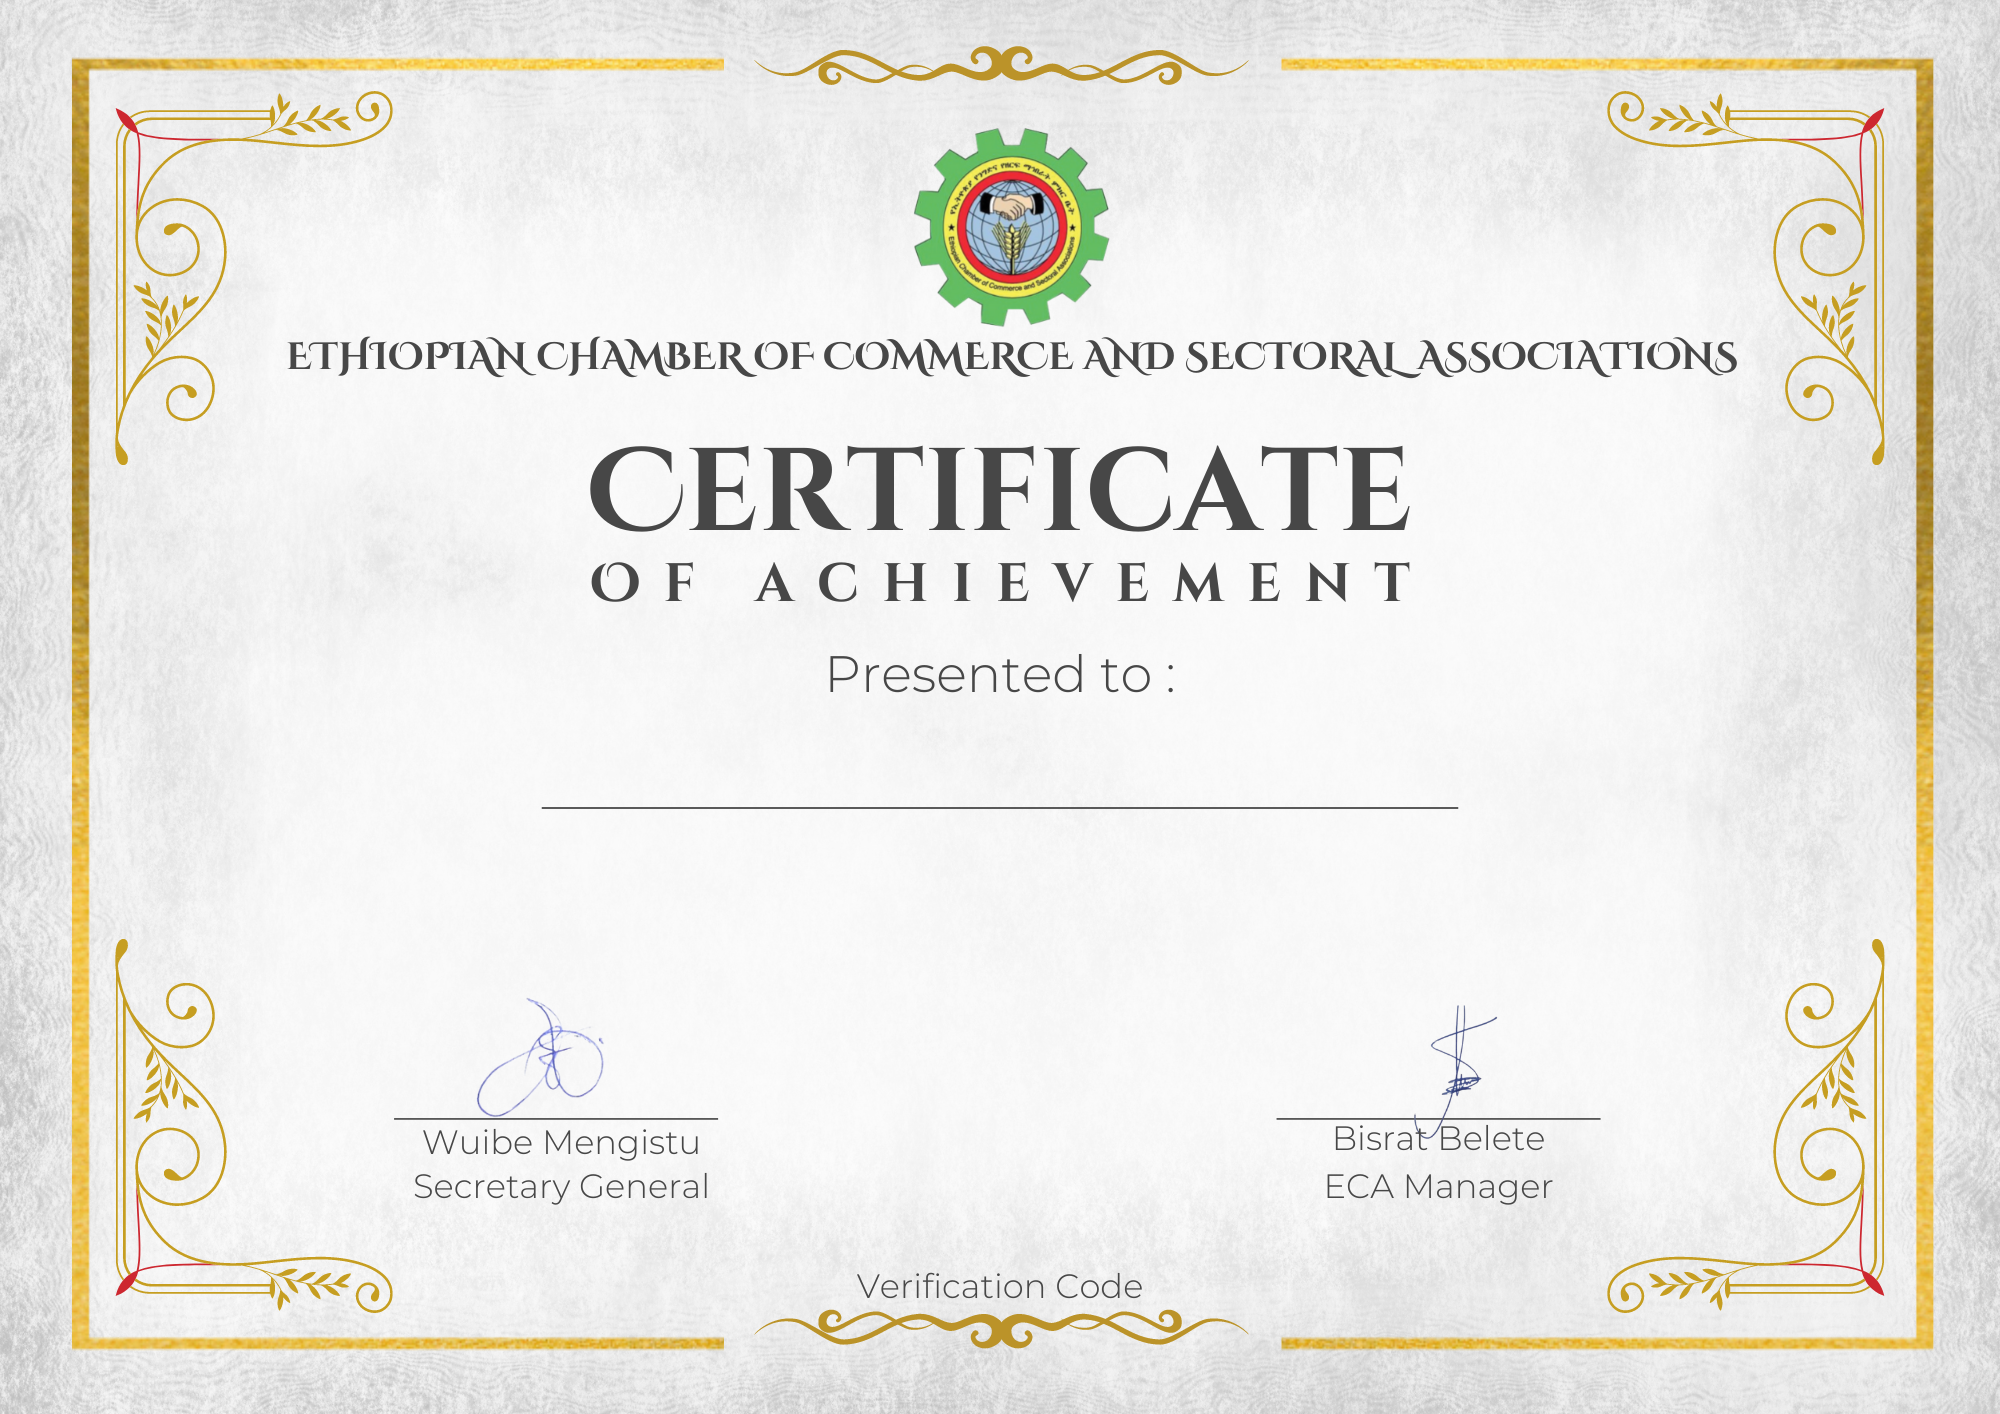 Ethiopian Chamber of Commerce and Sectoral Associations
ETHIOPIAN CHAMBER OF COMMERCE AND SECTORAL ASSOCIATIONS
CERTIFICATE
OF ACHIEVEMENT
Presented to :
Wuibe Mengistu
Secretary General
Bisrat Belete
ECA Manager
Verification Code